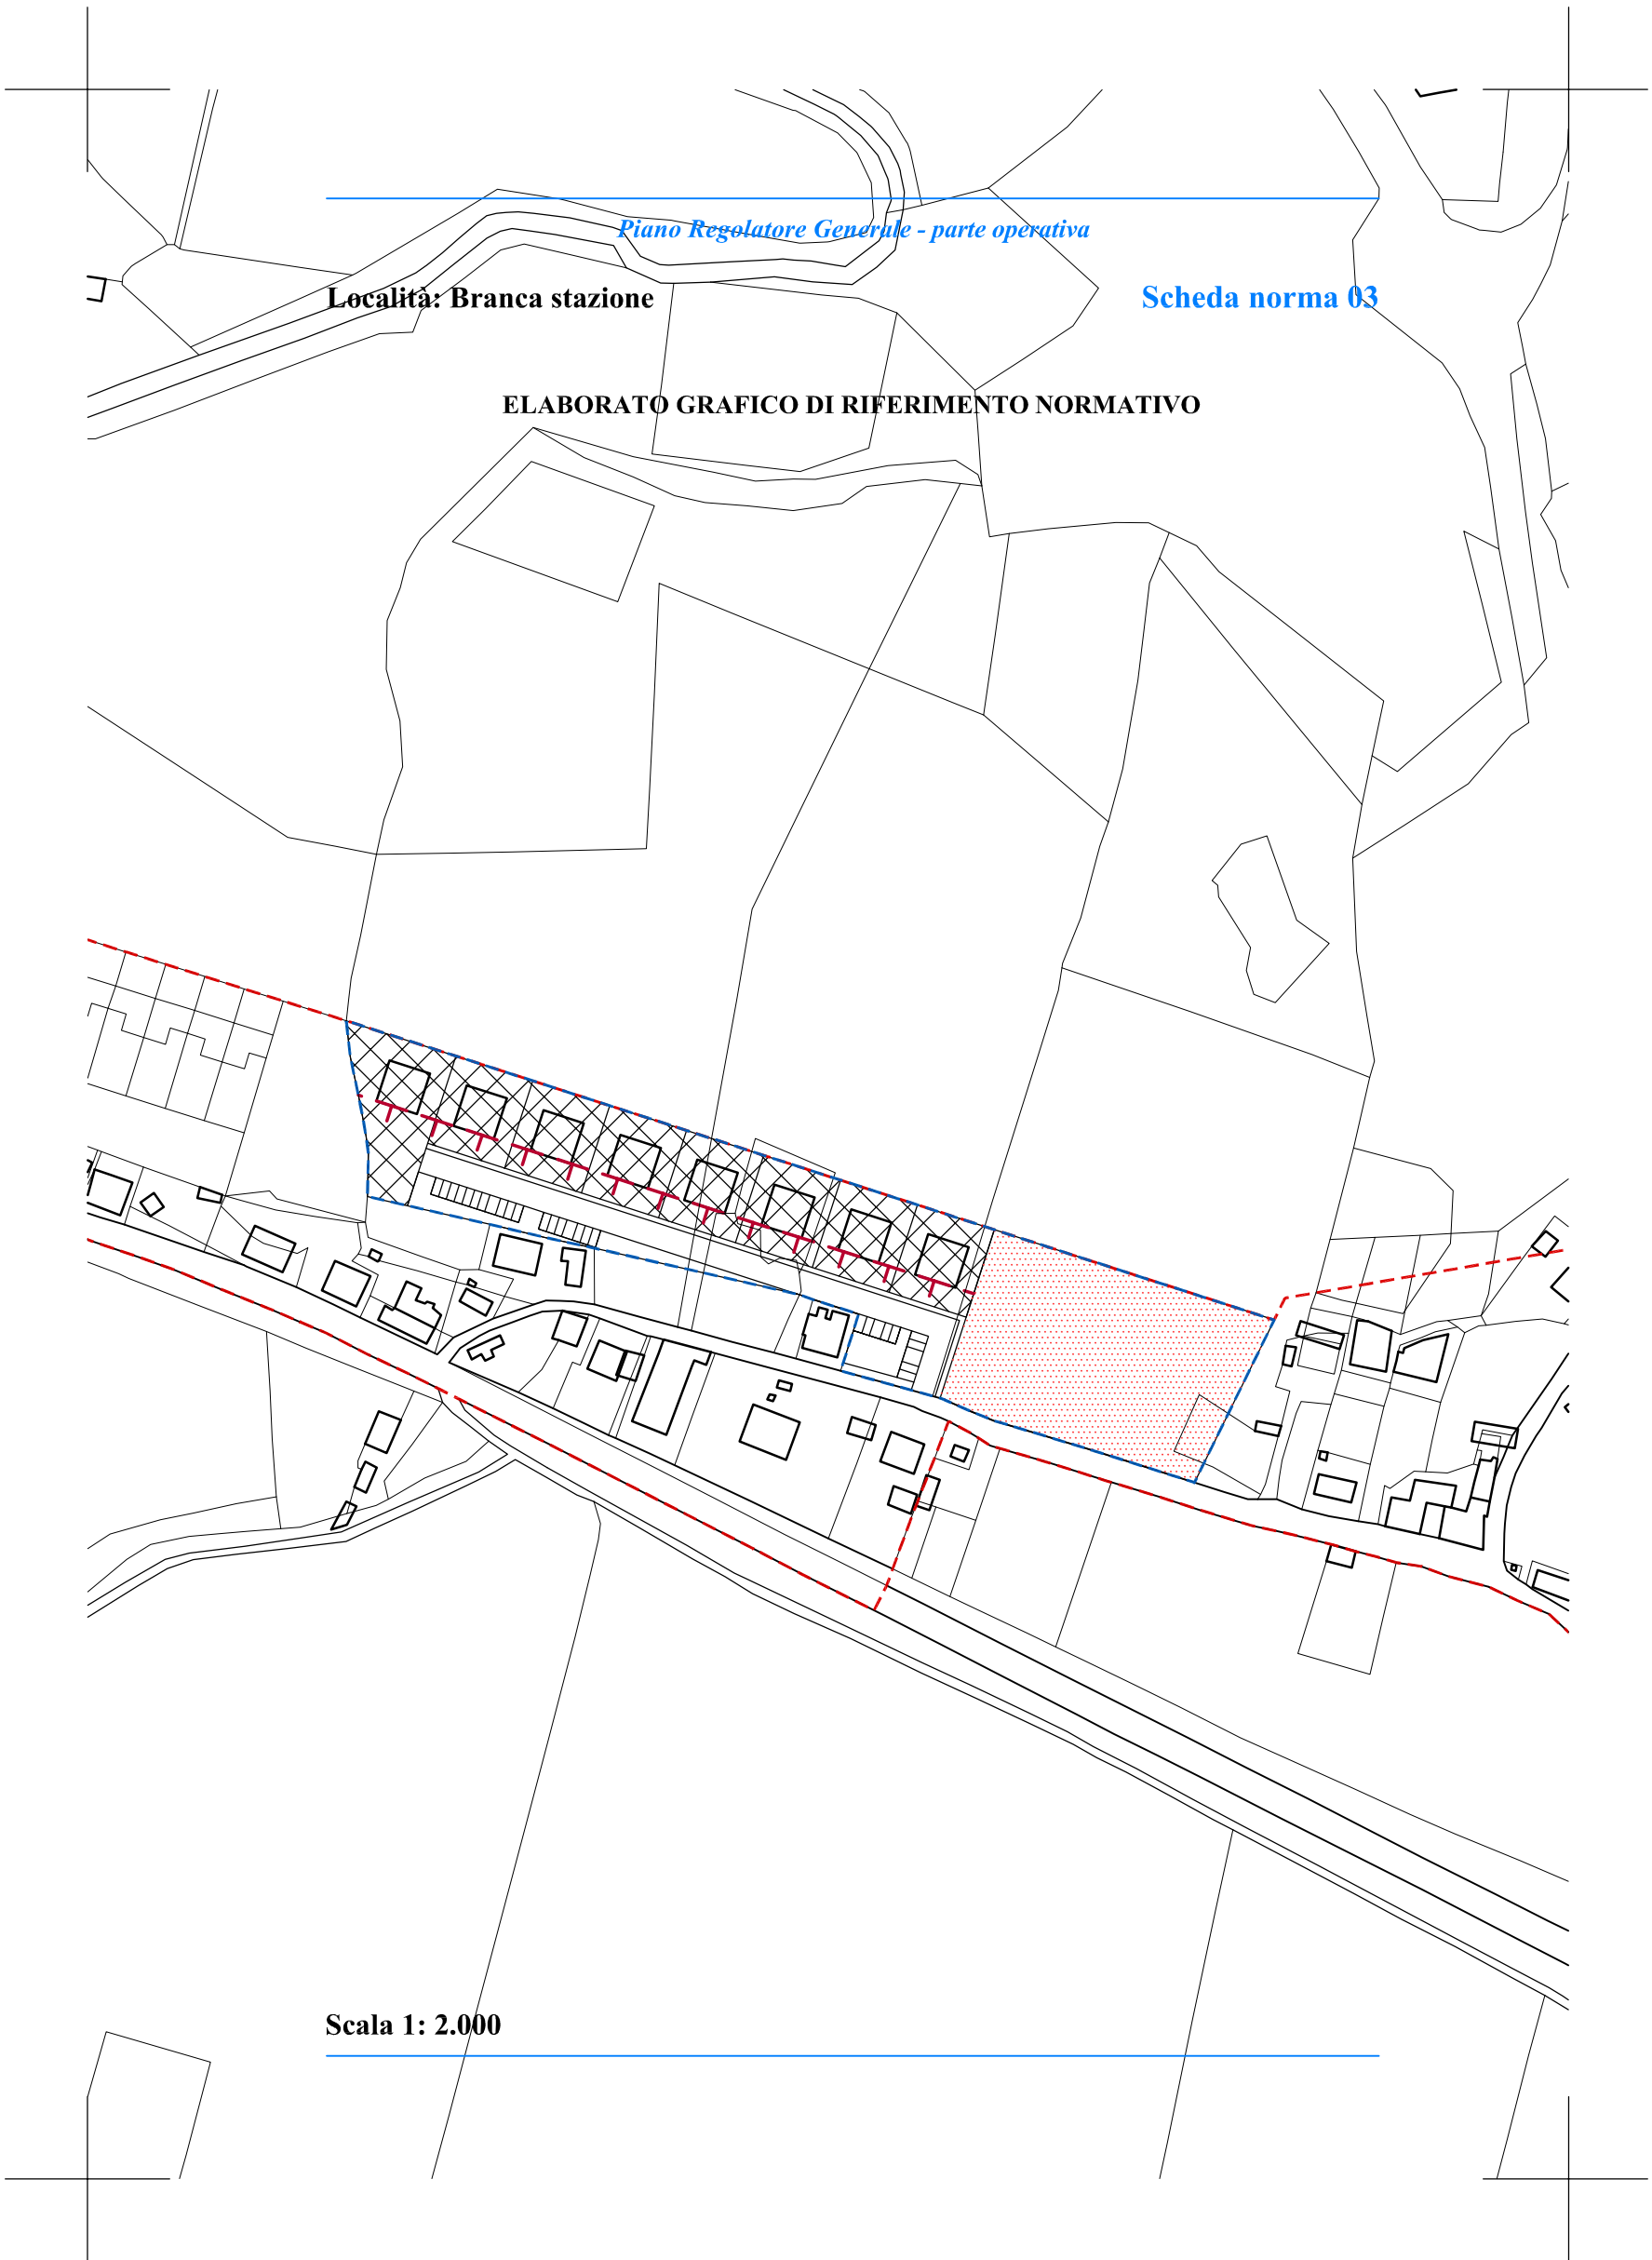 Piano Regolatore Generale - parte operativa
Località: Branca stazione
Scheda norma 03
ELABORATO GRAFICO DI RIFERIMENTO NORMATIVO
Scala 1: 2.000